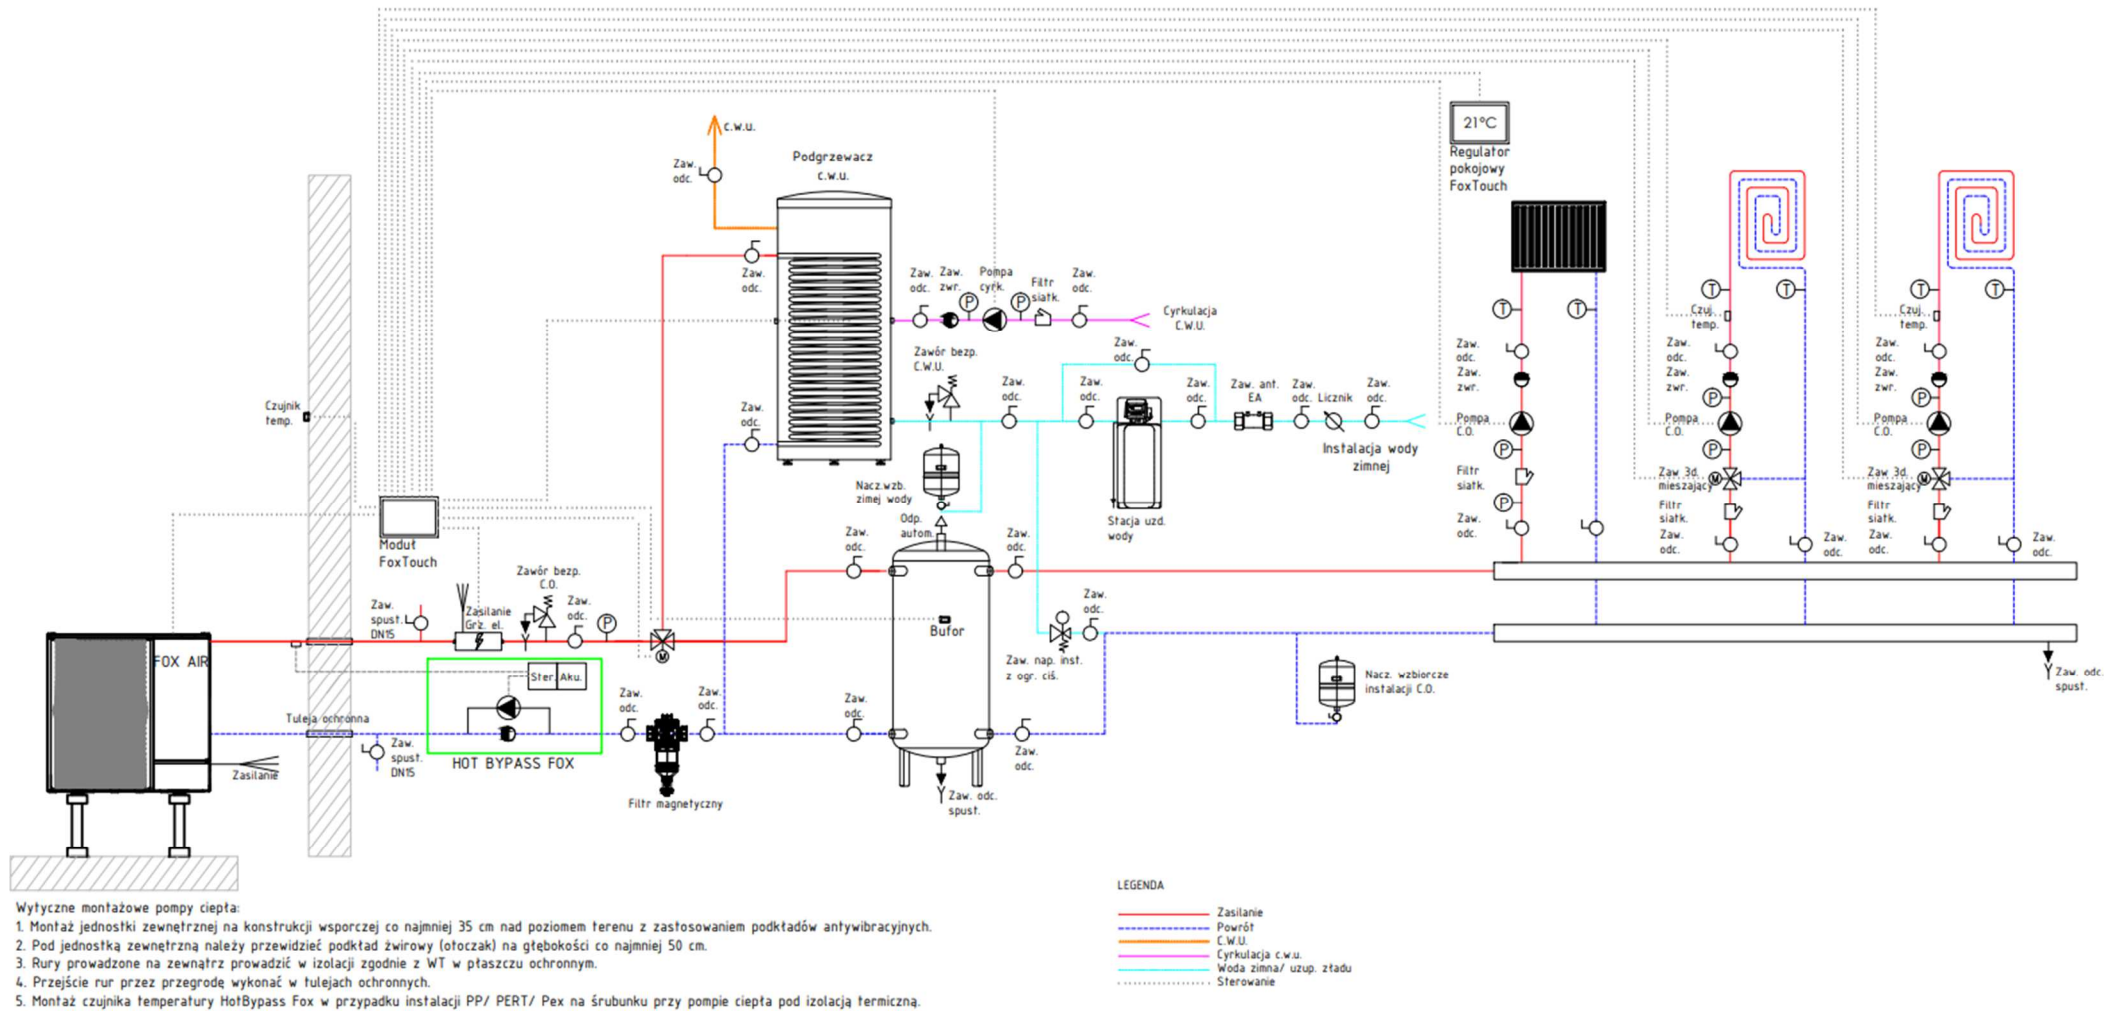 21°C
Regulator
pokojowy
FoxTouch
c.w.u.
Zaw.
odc.
Podgrzewacz
c.w.u.
Zaw.
odc.
Zaw.
odc.
Zaw.
odc.
Zaw.
zwr.
P
Pompa
cyrk.
P
Filtr
siatk.
Zaw.
odc.
Cyrkulacja
C.W.U.
Zawór bezp.
C.W.U.
Zaw.
odc.
Zaw.
odc.
Zaw.
odc.
Zaw.
odc.
Zaw. ant.
EA
Zaw.
odc.
Licznik
Zaw.
odc.
Instalacja wody
zimnej
Stacja uzd.
wody
Nacz.wzb.
zimej wody
Odp.
autom.
Czujnik
temp.
Moduł
FoxTouch
T
T
Zaw.
odc.
Zaw.
zwr.
Pompa
C.O.
P
Filtr
siatk.
P
Zaw.
odc.
T
T
Czuj.
temp.
Zaw.
odc.
Zaw.
zwr.
P
Pompa
C.O.
P
Zaw 3d.
mieszający
M
Filtr
siatk.
Zaw.
odc.
Zaw.
odc.
T
T
Czuj.
temp.
Zaw.
odc.
Zaw.
zwr.
P
Pompa
C.O.
P
Zaw 3d.
mieszający
M
Filtr
siatk.
Zaw.
odc.
Zaw.
odc.
Zaw. odc.
spust.
FOX AIR
Zasilanie
Tuleja ochronna
Zaw.
spust.
DN15
Zasilanie
Grz. el.
Zawór bezp.
C.O.
Zaw.
odc.
P
M
Zaw.
spust.
DN15
Ster.
Aku.
HOT BYPASS FOX
Zaw.
odc.
Filtr magnetyczny
Zaw.
odc.
Zaw.
odc.
Zaw.
odc.
Bufor
Zaw.
odc.
Zaw.
odc.
Zaw. odc.
spust.
Zaw.
odc.
Zaw. nap. inst.
z ogr. ciś.
Nacz. wzbiorcze
instalacji C.O.
Wytyczne montażowe pompy ciepła:
1. Montaż jednostki zewnętrznej na konstrukcji wsporczej co najmniej 35 cm nad poziomem terenu z zastosowaniem podkładów antywibracyjnych.
2. Pod jednostką zewnętrzną należy przewidzieć podkład żwirowy (otoczak) na głębokości co najmniej 50 cm.
3. Rury prowadzone na zewnątrz prowadzić w izolacji zgodnie z WT w płaszczu ochronnym.
4. Przejście rur przez przegrodę wykonać w tulejach ochronnych.
5. Montaż czujnika temperatury HotBypass Fox w przypadku instalacji PP/ PERT/ Pex na śrubunku przy pompie ciepła pod izolacją termiczną.
LEGENDA
Zasilanie
Powrót
C.W.U.
Cyrkulacja c.w.u.
Woda zimna/ uzup. zładu
Sterowanie